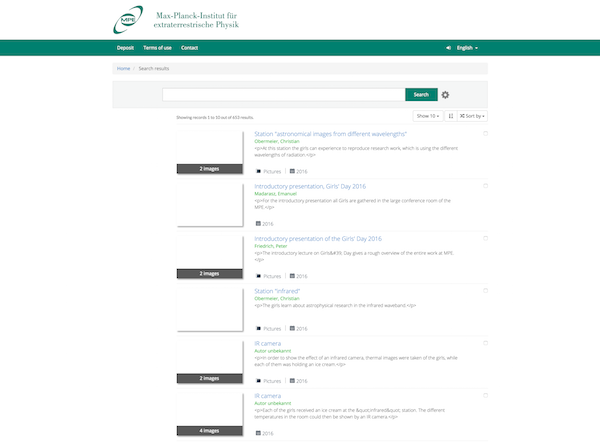 MPE
Max-Planck-Institut für
extraterrestrische Physik
Deposit Terms of use Contact English
Home / Search results
Search
Showing records 1 to 10 out of 653 results.
Show 10 Sort by
Station "astronomical images from different wavelengths"
Obermeier, Christian
<p>At this station the girls can experience to reproduce research work, which is using the different
wavelengths of radiation.</p>
2 images
Pictures | 2016
Introductory presentation, Girls' Day 2016
Madarasz, Emanuel
<p>For the introductory presentation all Girls are gathered in the large conference room of the
MPE.</p>
2016
Introductory presentation of the Girls'Day 2016
Friedrich, Peter
<p>The introductory lecture on Girls&#39; Day gives a rough overview of the entire work at MPE.
</p>
2 images
Pictures | 2016
Station "infrared"
Obermeier, Christian
<p>The girls learn about astrophysical research in the infrared waveband.</p>
Pictures | 2016
IR camera
Autor unbekannt
<p>In order to show the effect of an infrared camera, thermal images were taken of the girls, while
each of them was holding an ice cream.</p>
2 images
Pictures | 2016
IR camera
Autor unbekannt
<p>Each of the girls received an ice cream at the &quot;infrared&quot; station. The different
temperatures in the room could then be shown by an IR camera.</p>
4 images
2016